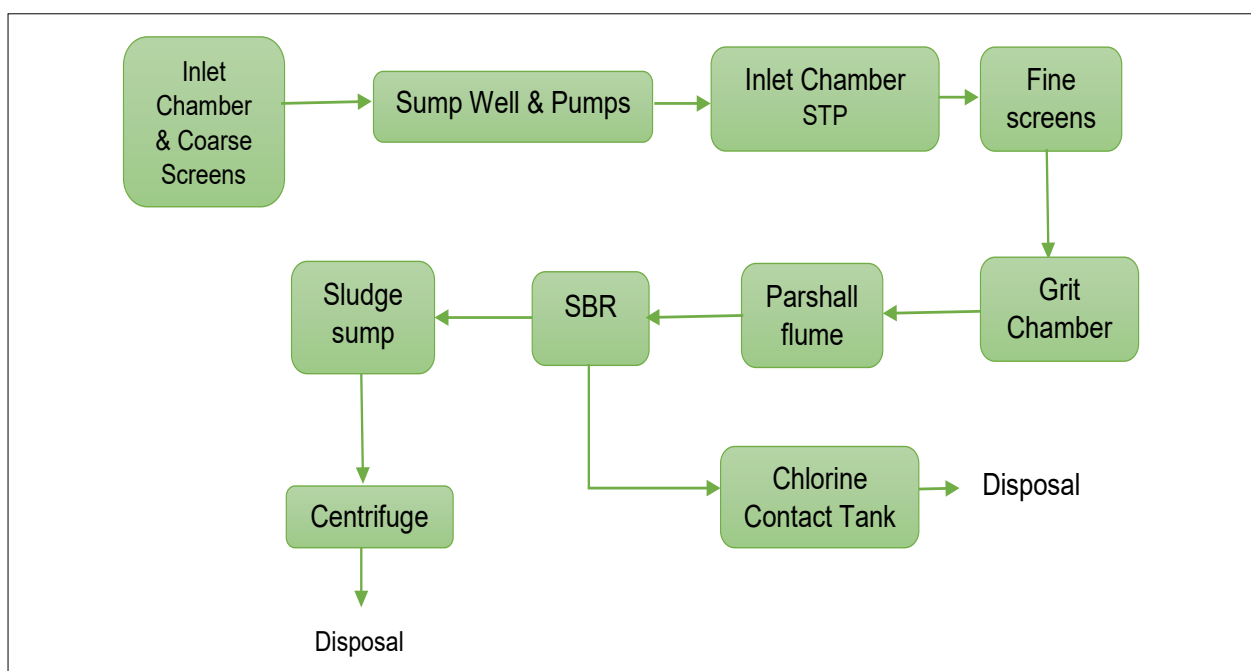 Inlet
Chamber
& Coarse
Screens
Sump Well & Pumps
Inlet Chamber
STP
Fine
screens
Sludge
sump
SBR
Parshall
flume
Grit
Chamber
Chlorine
Contact Tank
Disposal
Centrifuge
Disposal